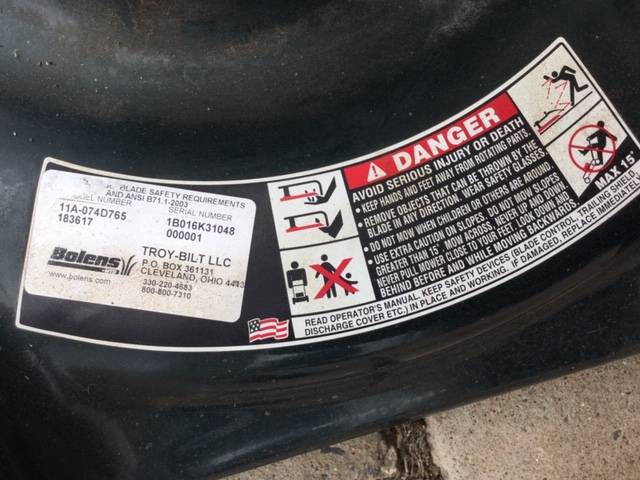 BLADE SAFETY REQUIREMENTS
AND ANSI B71.1-2003
NUMBER SERIAL NUMBER
11A-074D765 1B016K31048
183617 000001
Bolens
www.bolens.com
TROY-BILT LLC
P.O. BOX 361131
CLEVELAND, OHIO
330-220-4683
800-800-7310
DANGER
AVOID SERIOUS INJURY OR DEATH
• KEEP HANDS AND FEET AWAY FROM ROTATING PARTS.
• REMOVE OBJECTS THAT CAN BE THROWN BY THE
BLADE IN ANY DIRECTION. WEAR SAFETY GLASSES
• DO NOT MOW WHEN CHILDREN OR OTHERS ARE AROUND
• USE EXTRA CAUTION ON SLOPES. DO NOT MOW SLOPES
GREATER THAN 15°. MOW ACROSS,
NEVER PULL MOWER CLOSE TO YOUR FEET. LOOK DOWN AND
BEHIND BEFORE AND WHILE MOVING BACKWARDS.
READ OPERATOR'S MANUAL. KEEP SAFETY DEVICES (BLADE CONTROL, TRAILING SHIELD,
DISCHARGE COVER ETC.) IN PLACE AND WORKING. IF DAMAGED, REPLACE IMMEDIATELY
MAX 15°